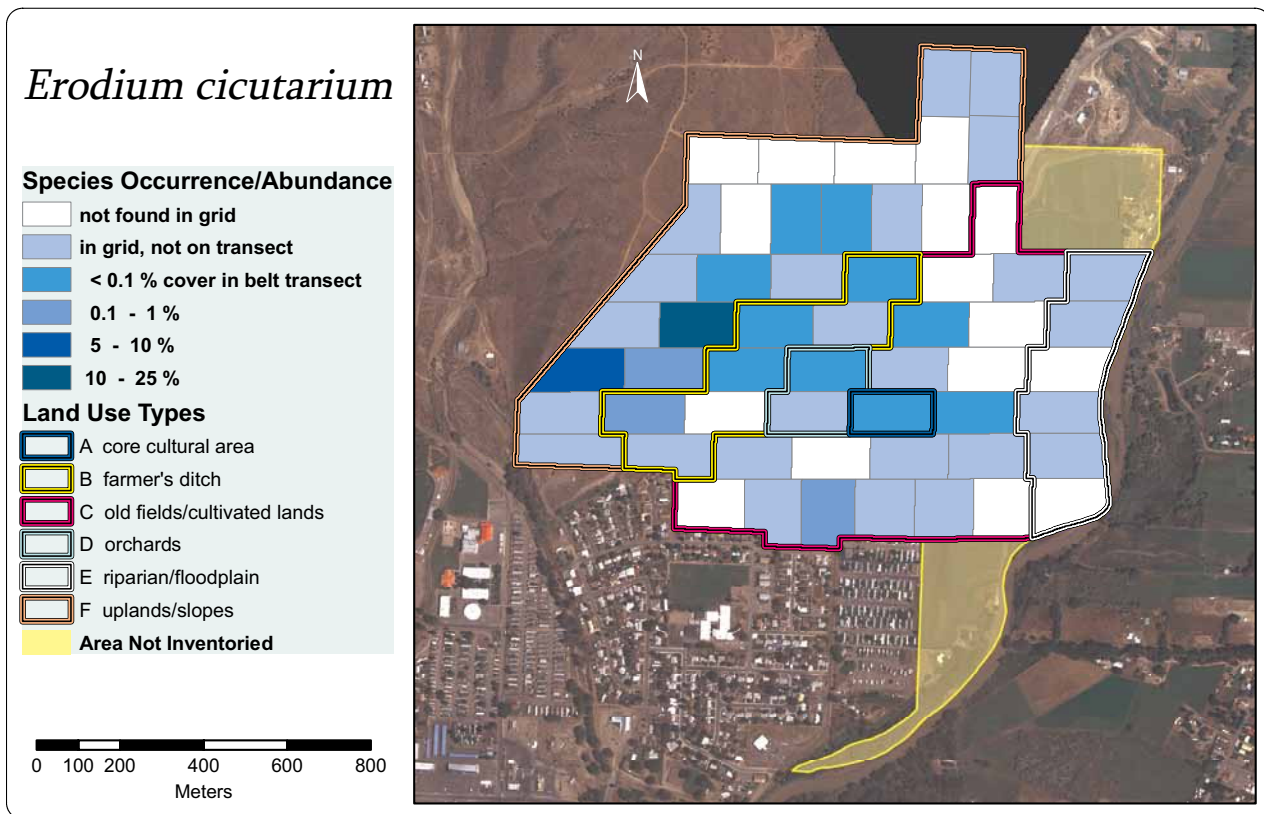 Erodium cicutarium
Species Occurrence/Abundance
not found in grid
in grid, not on transect
< 0.1 % cover in belt transect
0.1 - 1 %
5 - 10 %
10 - 25 %
Land Use Types
A core cultural area
B farmer's ditch
C old fields/cultivated lands
D orchards
E riparian/floodplain
F uplands/slopes
Area Not Inventoried
0 100 200 400 600 800
Meters
N